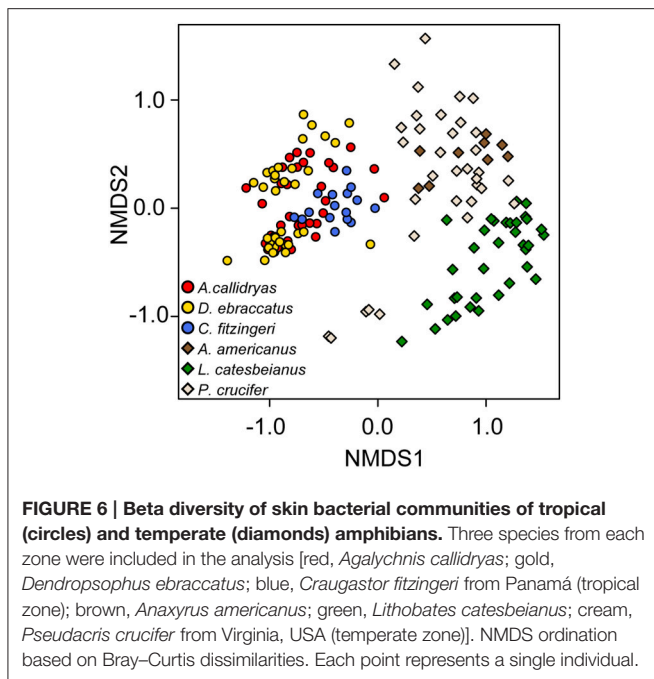 1.0
0.0
-1.0
NMDS2
A.callidryas
D. ebraccatus
C. fitzingeri
A. americanus
L. catesbeianus
P. crucifer
-1.0 0.0 1.0
NMDS1
FIGURE 6 | Beta diversity of skin bacterial communities of tropical
(circles) and temperate (diamonds) amphibians. Three species from each
zone were included in the analysis [red, Agalychnis callidryas; gold,
Dendropsophus ebraccatus; blue, Craugastor fitzingeri from Panamá (tropical
zone); brown, Anaxyrus americanus; green, Lithobates catesbeianus; cream,
Pseudacris crucifer from Virginia, USA (temperate zone)]. NMDS ordination
based on Bray–Curtis dissimilarities. Each point represents a single individual.